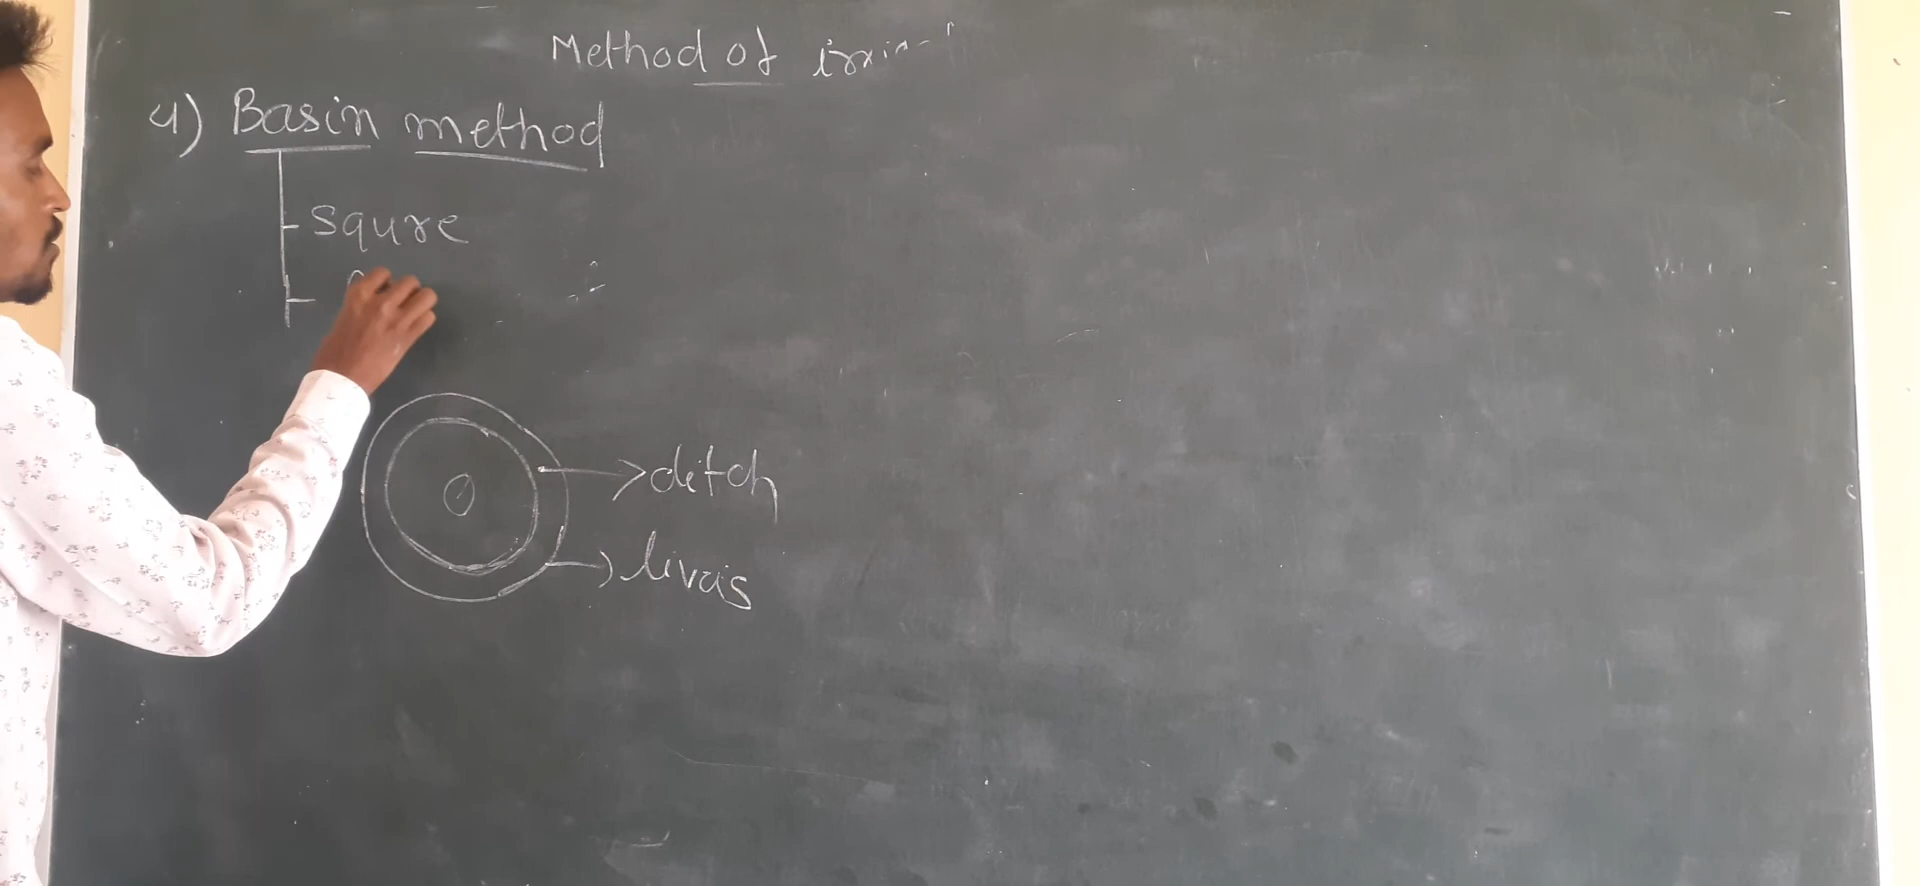 Method of
4) Basin method
squre
ditch
livais